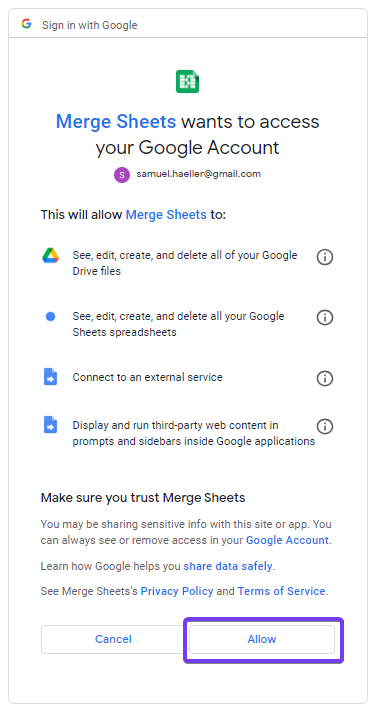 Sign in with Google
Merge Sheets wants to access
your Google Account
S samuel.haeller@gmail.com
This will allow Merge Sheets to:
See, edit, create, and delete all of your Google
Drive files
See, edit, create, and delete all your Google
Sheets spreadsheets
Connect to an external service
Display and run third-party web content in
prompts and sidebars inside Google applications
Make sure you trust Merge Sheets
You may be sharing sensitive info with this site or app. You
can always see or remove access in your Google Account.
Learn how Google helps you share data safely.
See Merge Sheets's Privacy Policy and Terms of Service.
Cancel Allow